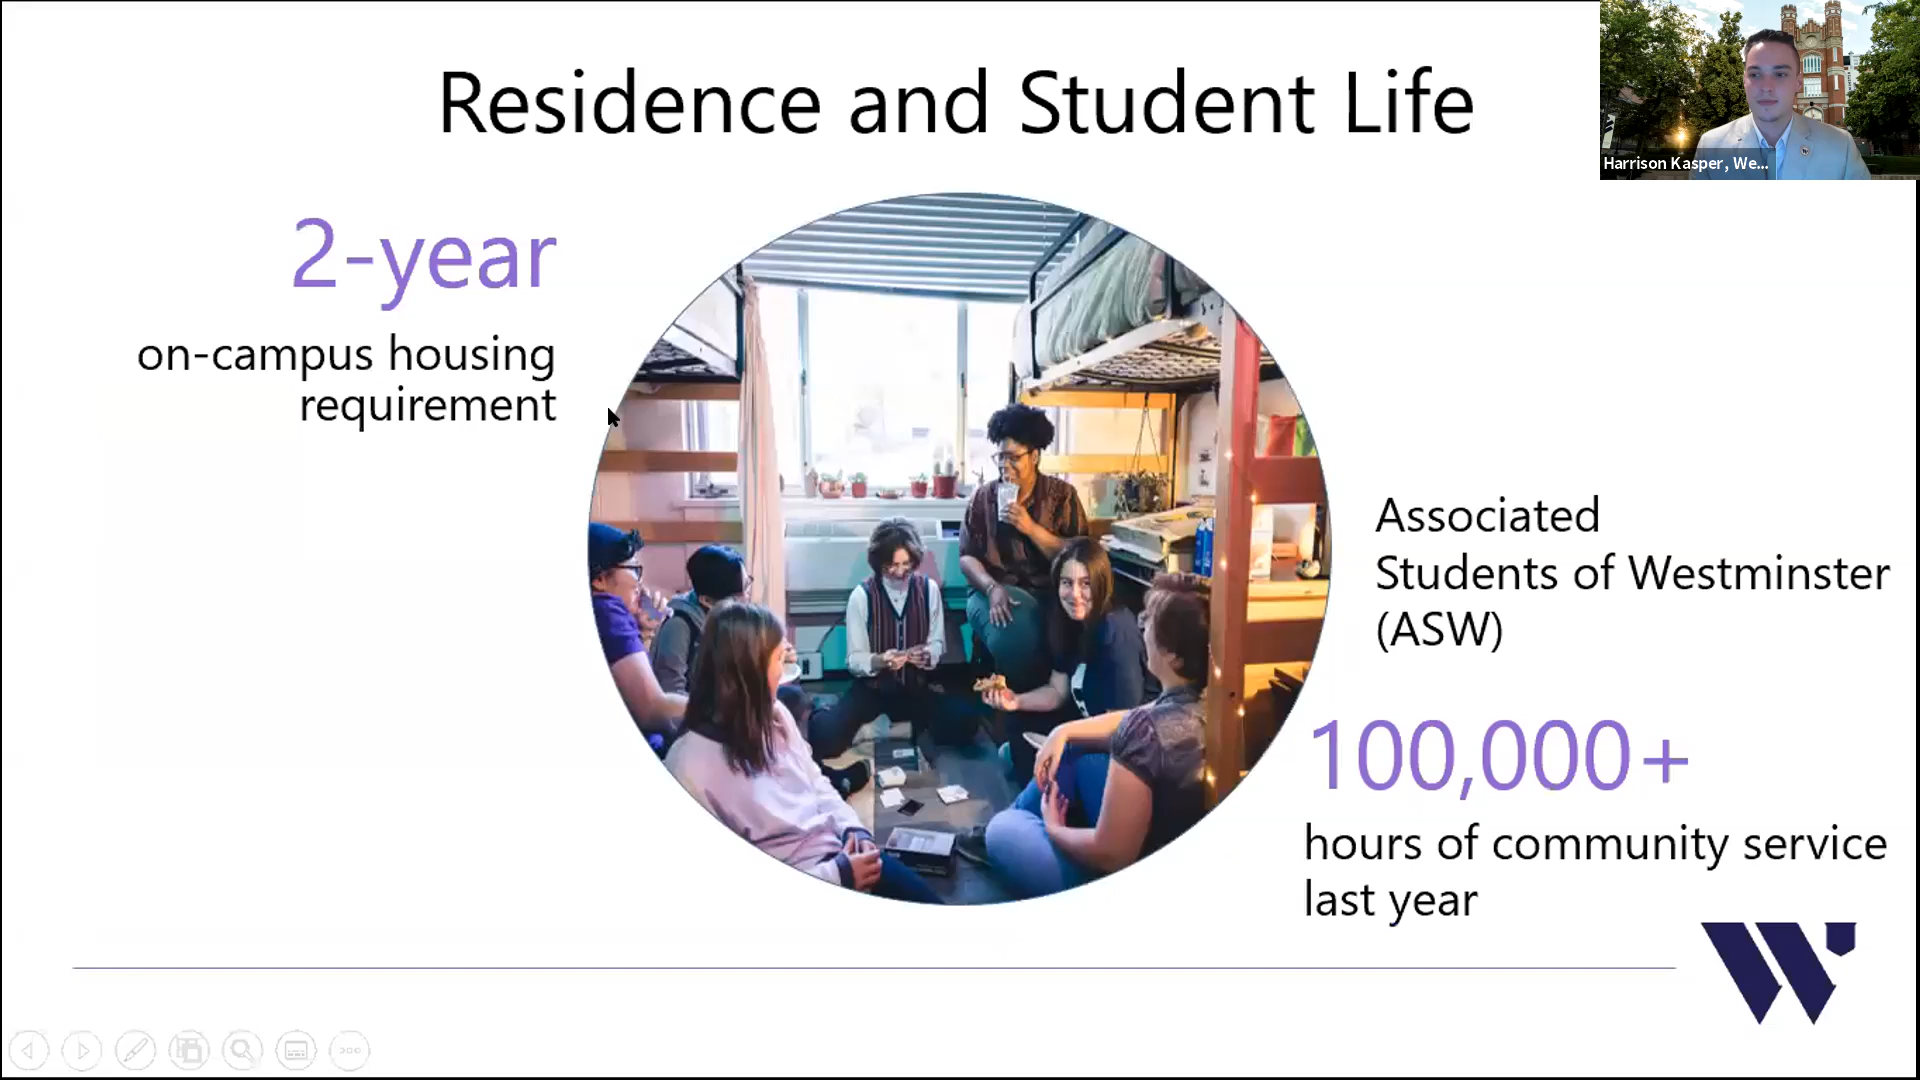 Residence and Student Life
Harrison Kasper, We...
2-year
on-campus housing
requirement
Associated
Students of Westminster
(ASW)
100,000+
hours of community service
last year
W